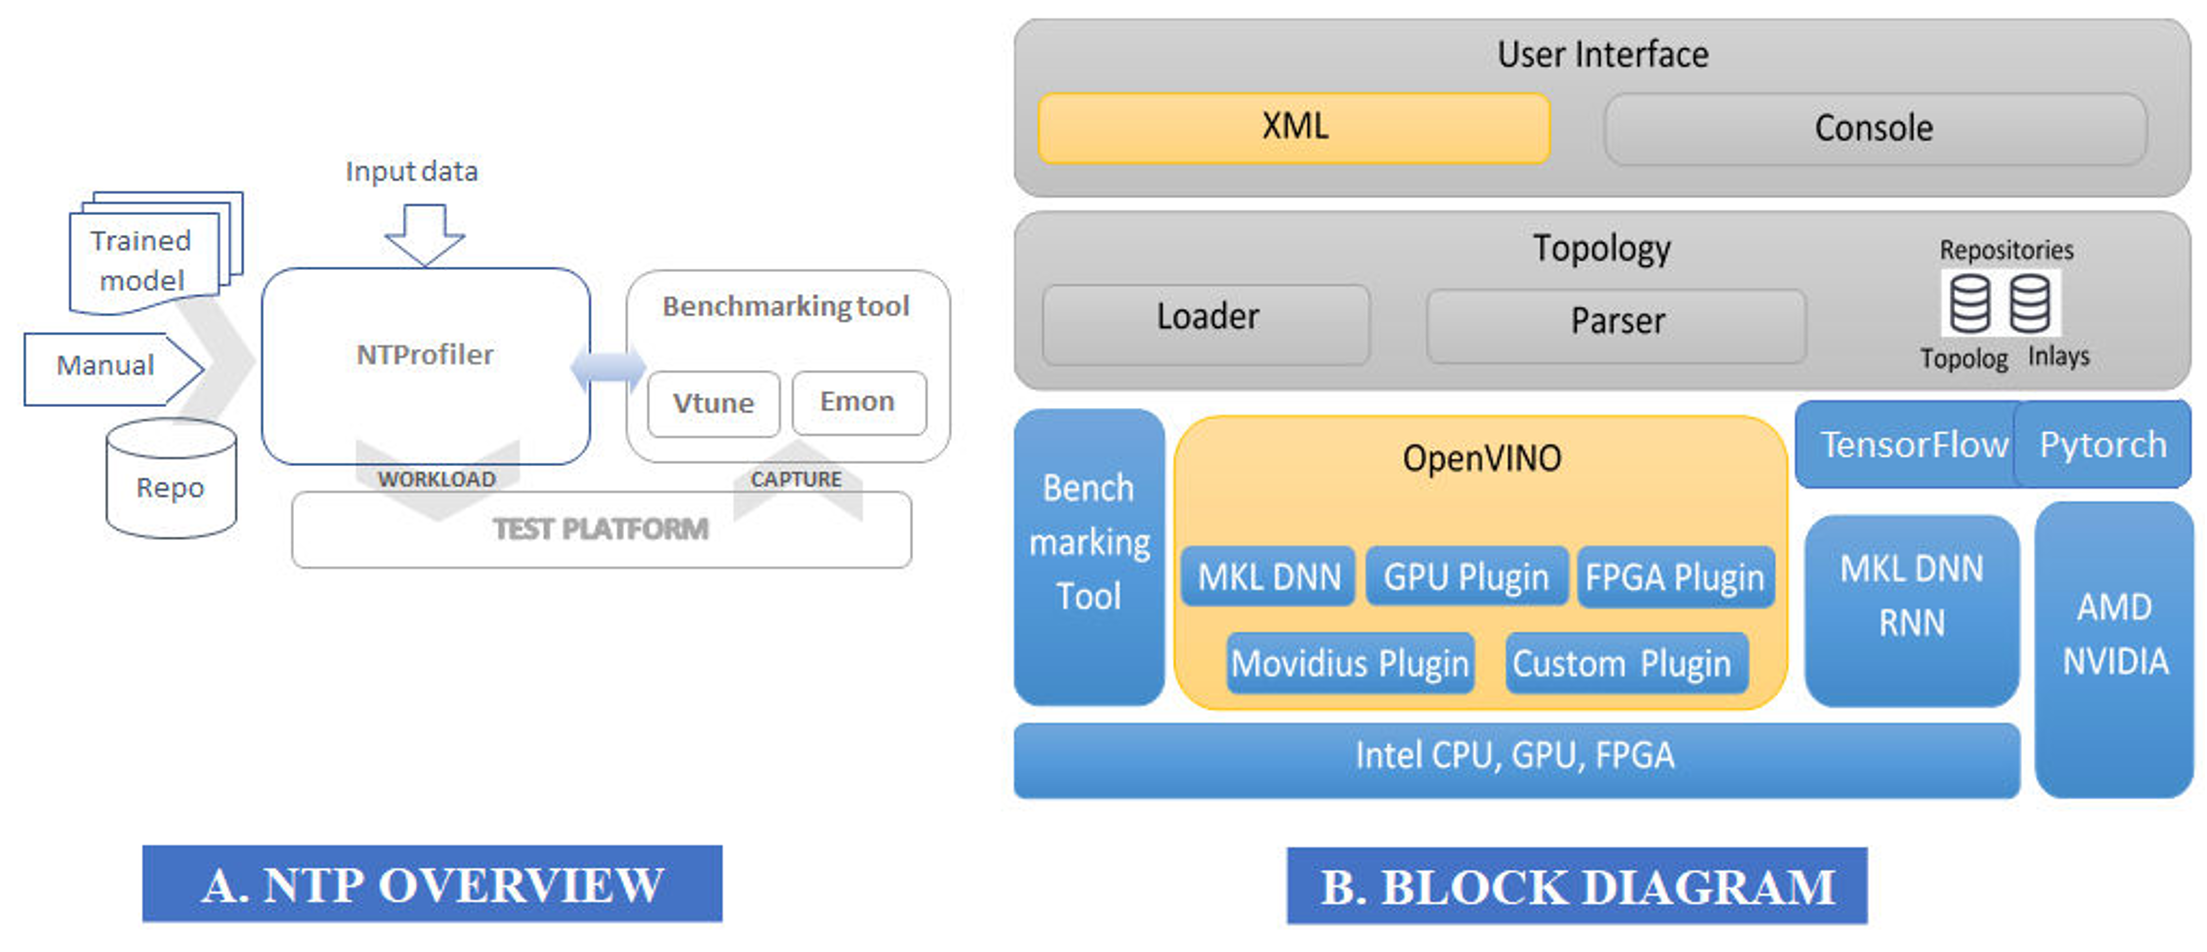 Input data
Trained
model
Manual
Repo
NTProfiler
Benchmarking tool
Vtune
Emon
WORKLOAD
CAPTURE
TEST PLATFORM
A. NTP OVERVIEW
User Interface
XML
Console
Topology
Loader
Parser
Repositories
Topolog
Inlays
Bench
marking
Tool
OpenVINO
MKL DNN
GPU Plugin
FPGA Plugin
Movidius Plugin
Custom Plugin
TensorFlow
Pytorch
MKL DNN
RNN
AMD
NVIDIA
Intel CPU, GPU, FPGA
B. BLOCK DIAGRAM